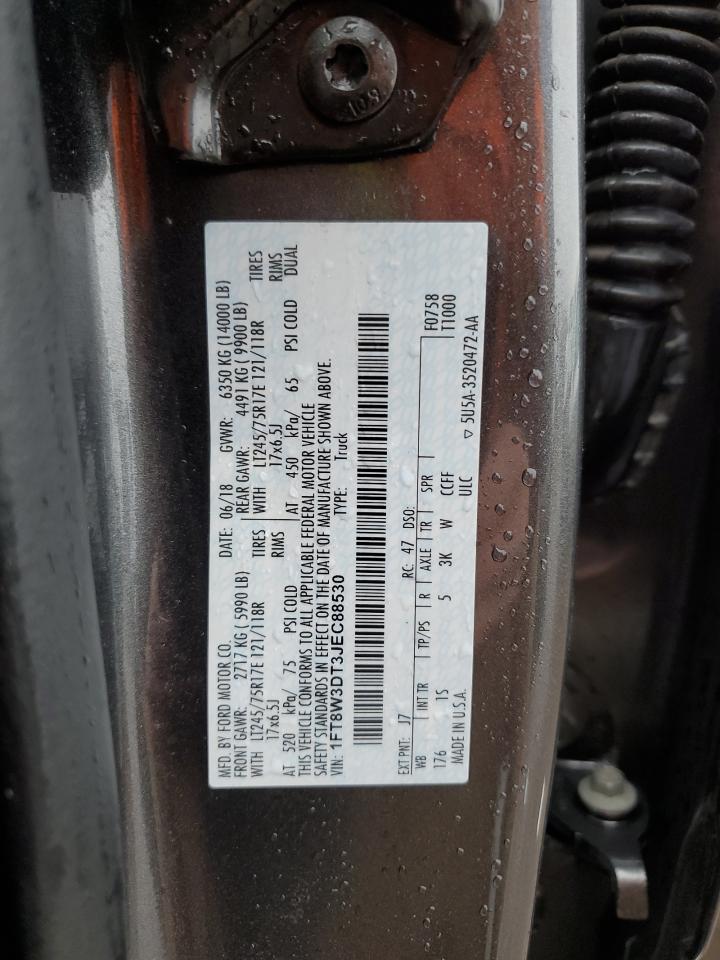 MFD. BY FORD MOTOR CO. DATE: 06/18 GVWR: 6350 KG (14000 LB)
FRONT GAWR: 2717 KG ( 5990 LB) REAR GAWR: 4491 KG ( 9900 LB)
WITH LT245/75R17E 121/118R TIRES WITH LT245/75R17E 121/118R TIRES
17x6.5J RIMS 17x6.5J RIMS
AT 520 kPa/ 75 PSI COLD AT 450 kPa/ 65 PSI COLD DUAL
THIS VEHICLE CONFORMS TO ALL APPLICABLE FEDERAL MOTOR VEHICLE
SAFETY STANDARDS IN EFFECT ON THE DATE OF MANUFACTURE SHOWN ABOVE.
VIN: 1FT8W3DT3JEC88530 TYPE: Truck
EXT PNT: J7 RC: 47 DSO: F0758
WB INT TR TP/PS R AXLE TR SPR T1000
176 1S 5 3K W CCFF
MADE IN U.S.A. ULC
▽ 5U5A-3520472-AA
108